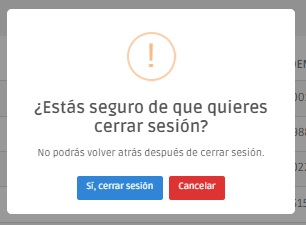 !
¿Estás seguro de que quieres
cerrar sesión?
No podrás volver atrás después de cerrar sesión.
Sí, cerrar sesión
Cancelar